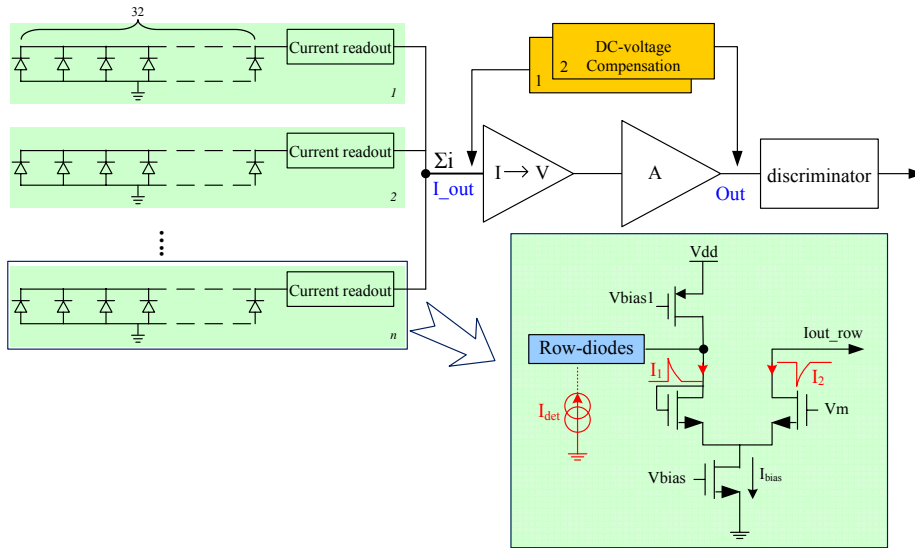 32
Current readout
1
Current readout
2
Current readout
n
Σi
I_out
I → V
A
Out
discriminator
DC-voltage
Compensation
1
2
Vdd
Vbias1
Row-diodes
Iout_row
I1
I2
Idet
Vm
Vbias
Ibias